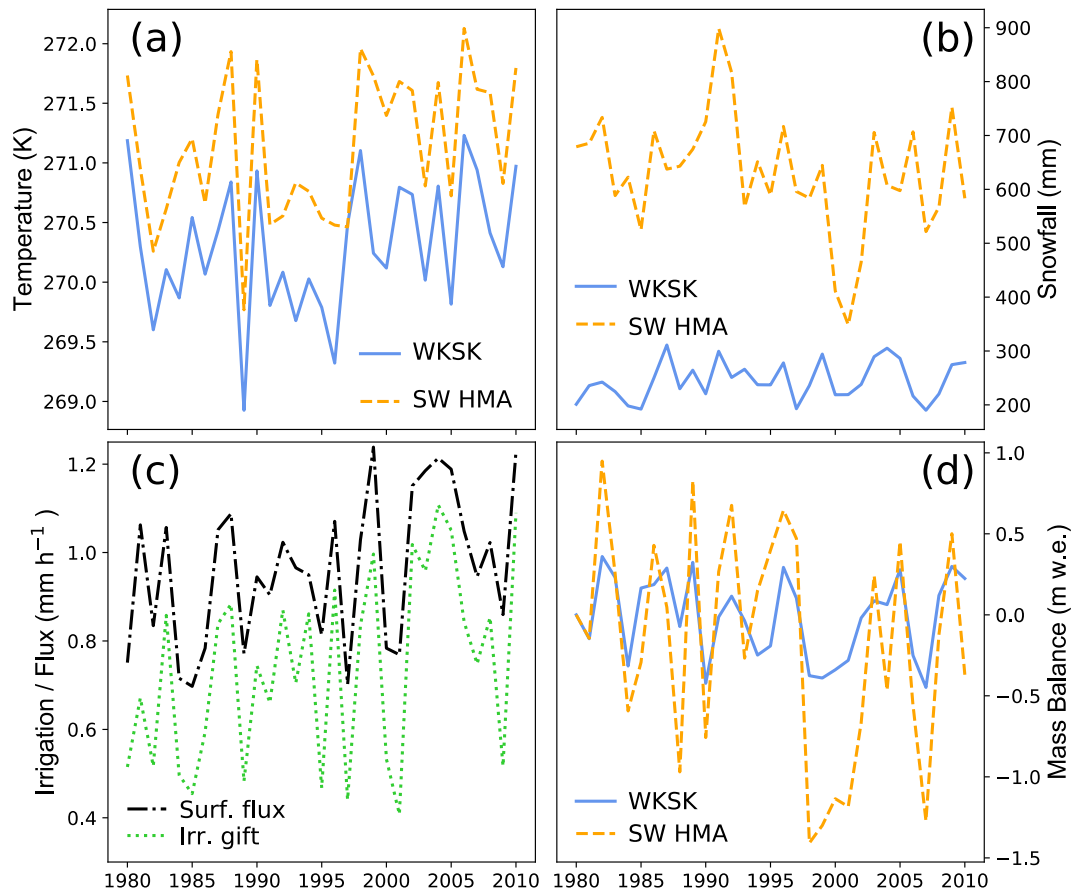 (a)
Temperature (K)
272.0
271.5
271.0
270.5
270.0
269.5
269.0
WKSK
SW HMA
(b)
Snowfall (mm)
900
800
700
600
500
400
300
200
WKSK
SW HMA
(c)
Irrigation / Flux (mm h⁻¹)
1.2
1.0
0.8
0.6
0.4
Surf. flux
Irr. gift
1980 1985 1990 1995 2000 2005 2010
(d)
Mass Balance (m w.e.)
1.0
0.5
0.0
−0.5
−1.0
−1.5
WKSK
SW HMA
1980 1985 1990 1995 2000 2005 2010